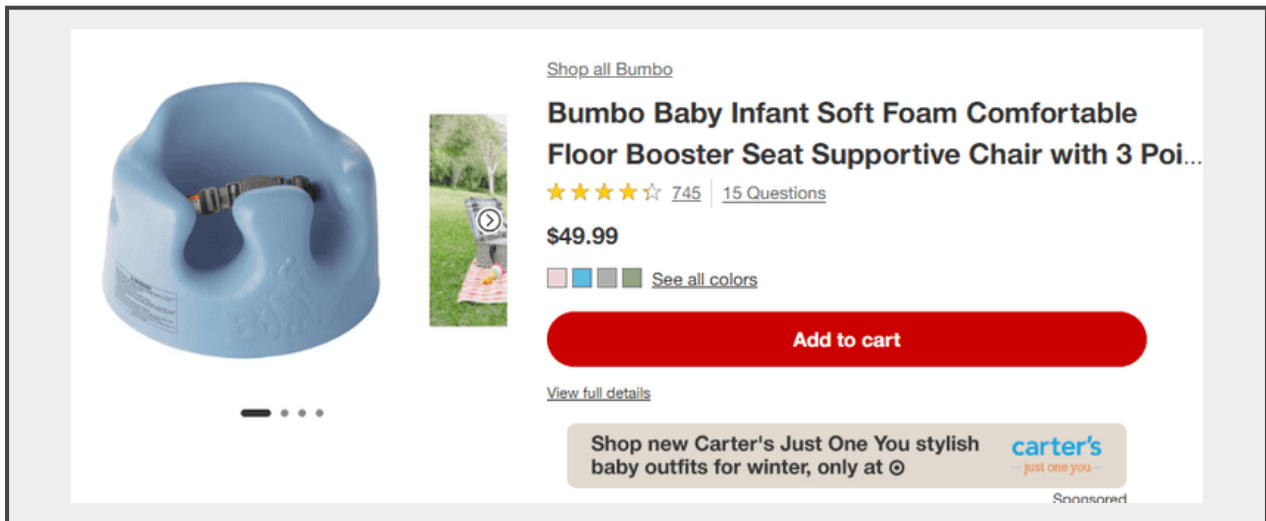 Shop all Bumbo
Bumbo Baby Infant Soft Foam Comfortable
Floor Booster Seat Supportive Chair with 3 Poi...
745 15 Questions
$49.99
See all colors
Add to cart
View full details
Shop new Carter's Just One You stylish
baby outfits for winter, only at
carter's
just one you
Sponsored